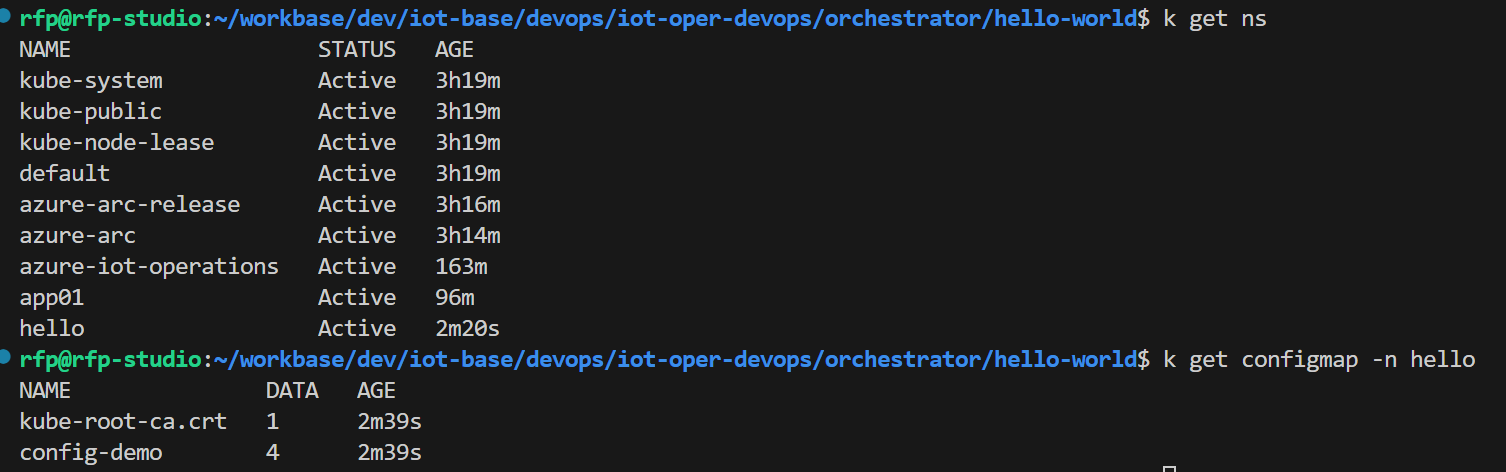 rfp@rfp-studio:~/workbase/dev/iot-base/devops/iot-oper-devops/orchestrator/hello-world$ k get ns
NAME                   STATUS   AGE
kube-system            Active   3h19m
kube-public            Active   3h19m
kube-node-lease        Active   3h19m
default                Active   3h19m
azure-arc-release      Active   3h16m
azure-arc              Active   3h14m
azure-iot-operations   Active   163m
app01                  Active   96m
hello                  Active   2m20s
rfp@rfp-studio:~/workbase/dev/iot-base/devops/iot-oper-devops/orchestrator/hello-world$ k get configmap -n hello
NAME               DATA   AGE
kube-root-ca.crt   1      2m39s
config-demo        4      2m39s